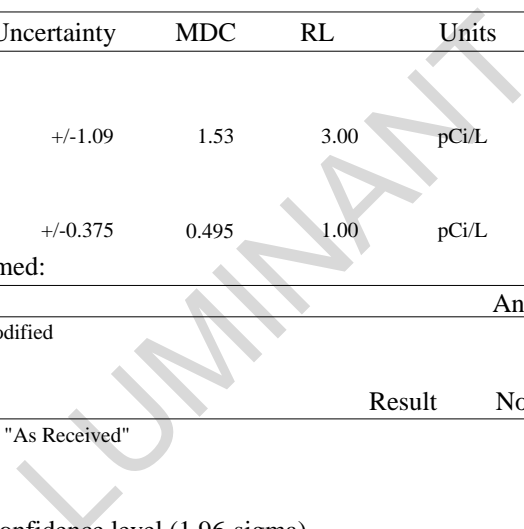 Uncertainty MDC RL Units
+/-1.09 1.53 3.00 pCi/L
+/-0.375 0.495 1.00 pCi/L
med:
An
odified
Result No
"As Received"
onfidence level (1.96-sigma)
LUMINANT